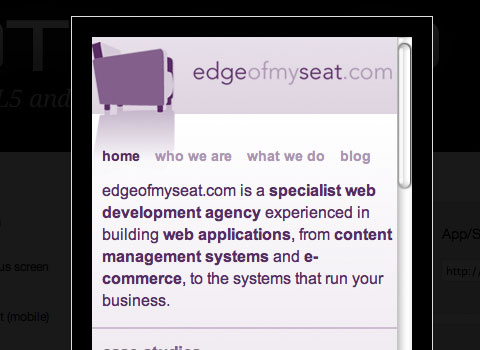 edgeofmyseat.com
home who we are what we do blog
edgeofmyseat.com is a specialist web
development agency experienced in
building web applications, from content
management systems and e-
commerce, to the systems that run your
business.
case studies
L5 and
us screen
t (mobile)
App/S
http:/